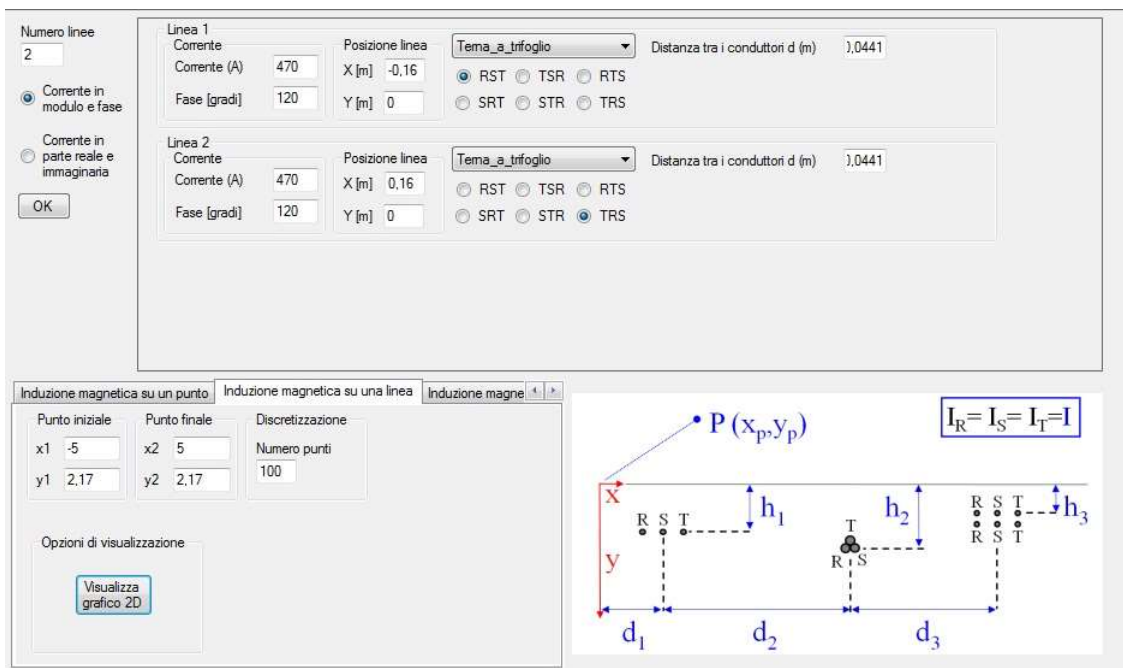 Numero linee
2
Corrente in modulo e fase
Corrente in parte reale e immaginaria
OK
Linea 1
Corrente
Corrente (A) 470
Fase [gradi] 120
Posizione linea
X [m] -0,16
Y [m] 0
Terna_a_trifoglio
RST TSR RTS
SRT STR TRS
Distanza tra i conduttori d (m) 0,0441
Linea 2
Corrente
Corrente (A) 470
Fase [gradi] 120
Posizione linea
X [m] 0,16
Y [m] 0
Terna_a_trifoglio
RST TSR RTS
SRT STR TRS
Distanza tra i conduttori d (m) 0,0441
Induzione magnetica su un punto Induzione magnetica su una linea Induzione magne
Punto iniziale
x1 -5
y1 2,17
Punto finale
x2 5
y2 2,17
Discretizzazione
Numero punti
100
Opzioni di visualizzazione
Visualizza grafico 2D
P (xp,yp)
IR= IS= IT=I
x
y
h1
h2
h3
R S T
T
R S
R S T
R S T
d1
d2
d3